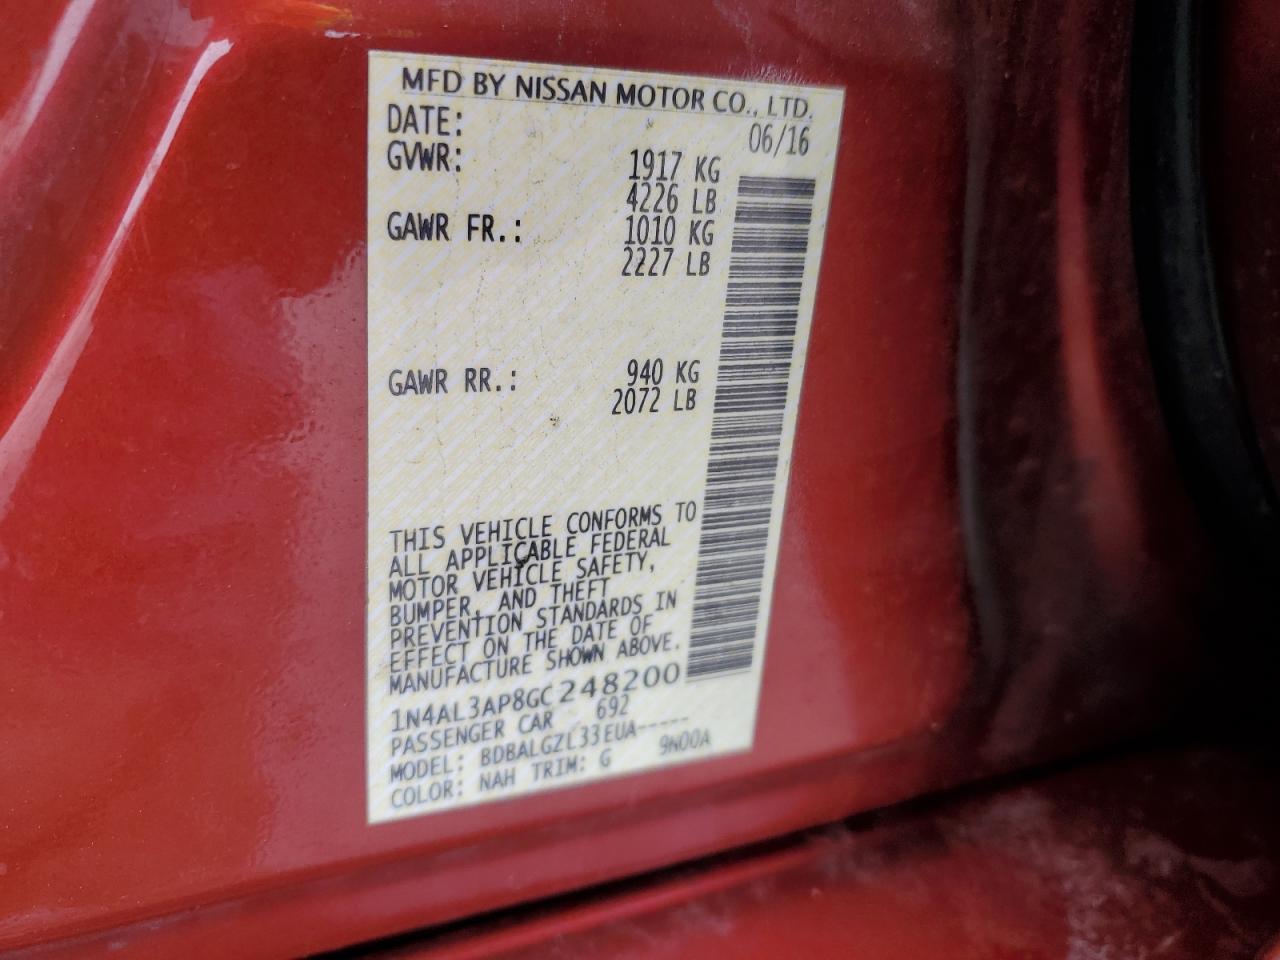 MFD BY NISSAN MOTOR CO., LTD.
DATE: 06/16
GVWR: 1917 KG
4226 LB
GAWR FR.: 1010 KG
2227 LB
GAWR RR.: 940 KG
2072 LB
THIS VEHICLE CONFORMS TO
ALL APPLICABLE FEDERAL
MOTOR VEHICLE SAFETY,
BUMPER, AND THEFT
PREVENTION STANDARDS IN
EFFECT ON THE DATE OF
MANUFACTURE SHOWN ABOVE.
1N4AL3AP8GC248200
PASSENGER CAR 692
MODEL: BDBALGZL33EUA-----
COLOR: NAH TRIM: G 9N00A